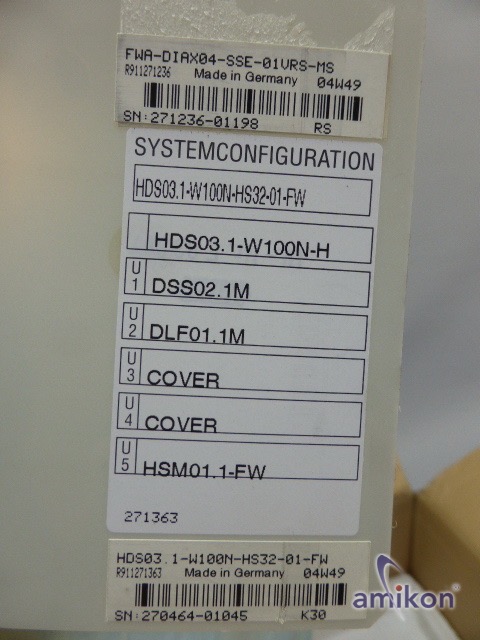 FWA-DIAX04-SSE-01VRS-MS
R911271236 Made in Germany 04W49
SN: 271236-01198 RS
SYSTEMCONFIGURATION
HDS03.1-W100N-HS32-01-FW
HDS03.1-W100N-H
U1 DSS02.1M
U2 DLF01.1M
U3 COVER
U4 COVER
U5 HSM01.1-FW
271363
HDS03.1-W100N-HS32-01-FW
R911271363 Made in Germany 04W49
SN: 270464-01045 K30
amikon®